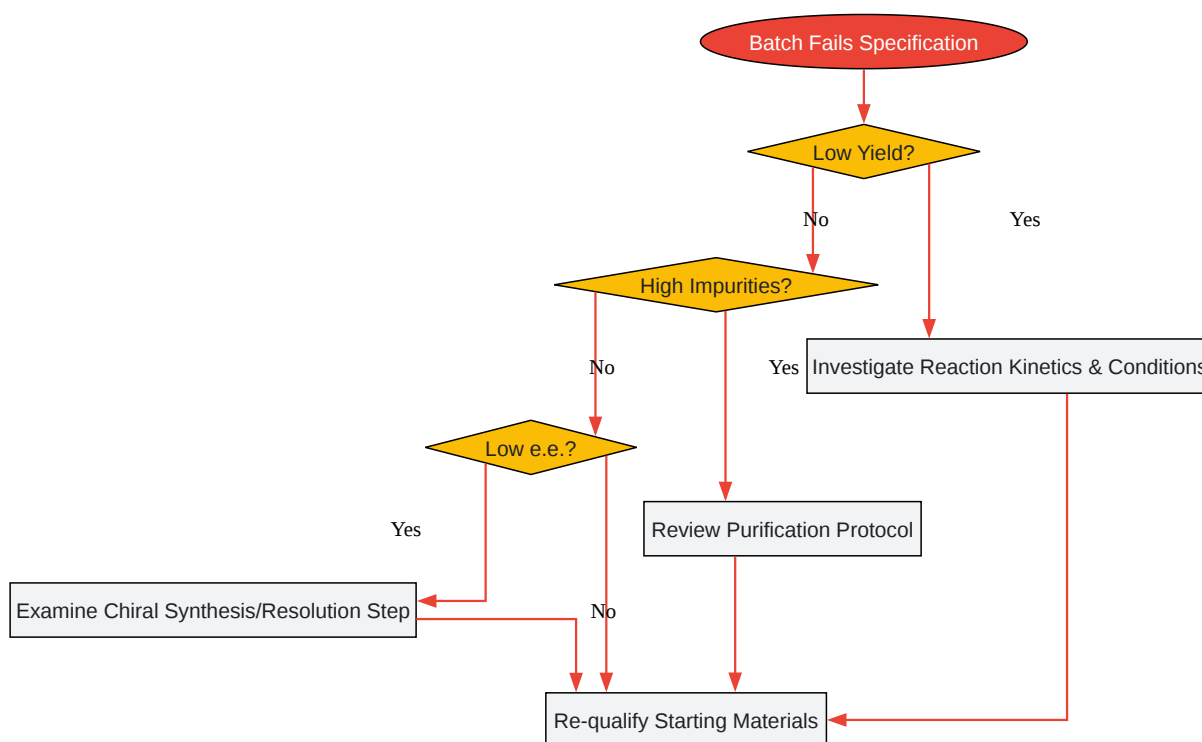 Batch Fails Specification
Low Yield?
No
Yes
High Impurities?
No
Yes
Investigate Reaction Kinetics & Conditions
Low e.e.?
Review Purification Protocol
Yes
Examine Chiral Synthesis/Resolution Step
No
Re-qualify Starting Materials